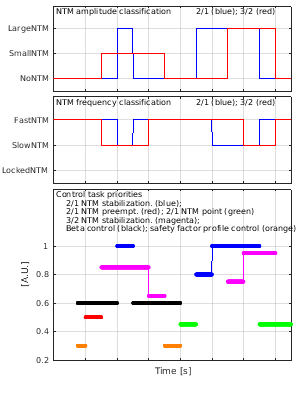 NTM amplitude classification 2/1 (blue); 3/2 (red)
LargeNTM
SmallNTM
NoNTM
NTM frequency classification 2/1 (blue); 3/2 (red)
FastNTM
SlowNTM
LockedNTM
Control task priorities
2/1 NTM stabilization. (blue);
2/1 NTM preempt. (red); 2/1 NTM point (green)
3/2 NTM stabilization. (magenta);
Beta control (black); safety factor profile control (orange)
1
0.8
0.6
0.4
0.2
[A.U.]
Time [s]